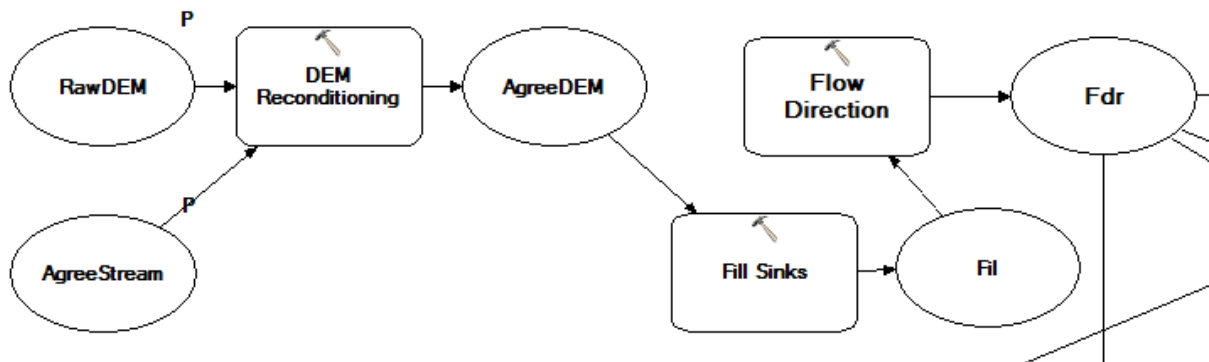 P
RawDEM
DEM
Reconditioning
AgreeDEM
Flow
Direction
Fdr
P
AgreeStream
Fill Sinks
Fil